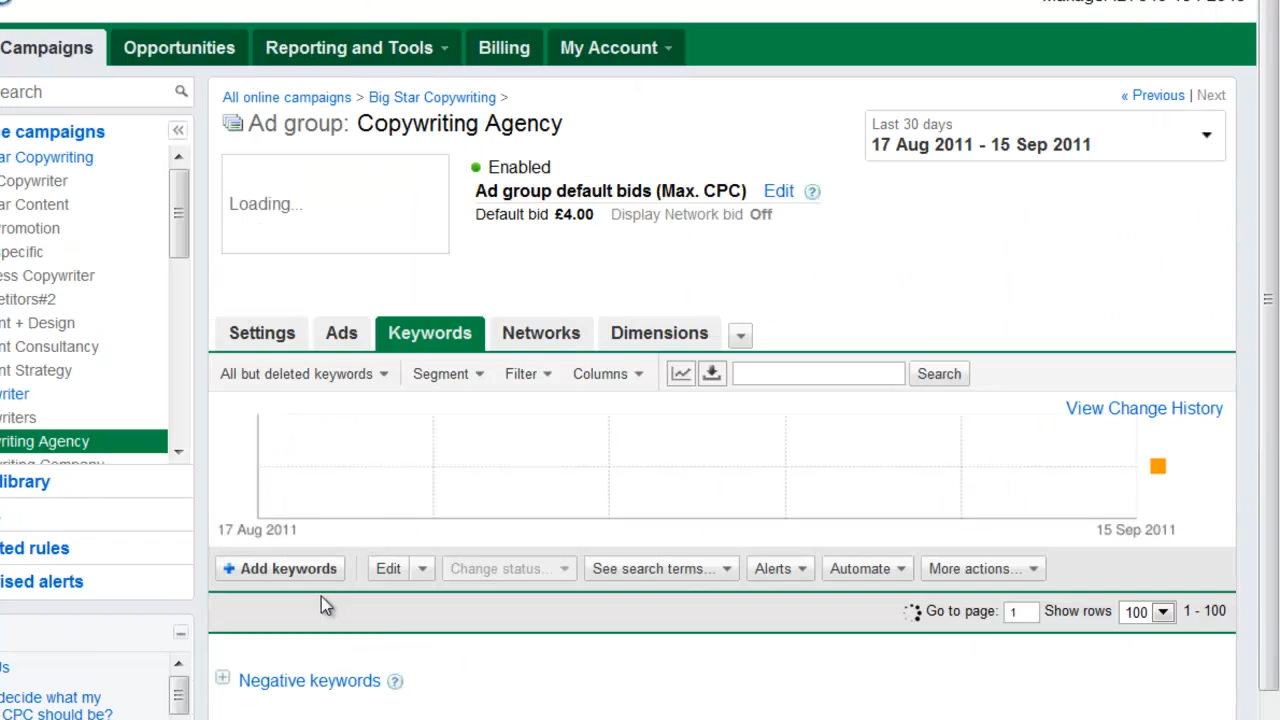 Campaigns Opportunities Reporting and Tools Billing My Account
earch
All online campaigns > Big Star Copywriting >
« Previous | Next
Ad group: Copywriting Agency
Last 30 days
17 Aug 2011 - 15 Sep 2011
e campaigns
ar Copywriting
Copywriter
ar Content
romotion
pecific
ess Copywriter
etitors#2
nt + Design
nt Consultancy
nt Strategy
riter
riters
riting Agency
library
ted rules
ised alerts
Us
decide what my
CPC should be?
Loading...
Enabled
Ad group default bids (Max. CPC) Edit ?
Default bid £4.00 Display Network bid Off
Settings Ads Keywords Networks Dimensions
All but deleted keywords Segment Filter Columns Search
View Change History
17 Aug 2011 15 Sep 2011
+ Add keywords Edit Change status... See search terms... Alerts Automate More actions...
Go to page: 1 Show rows 100 1 - 100
Negative keywords ?